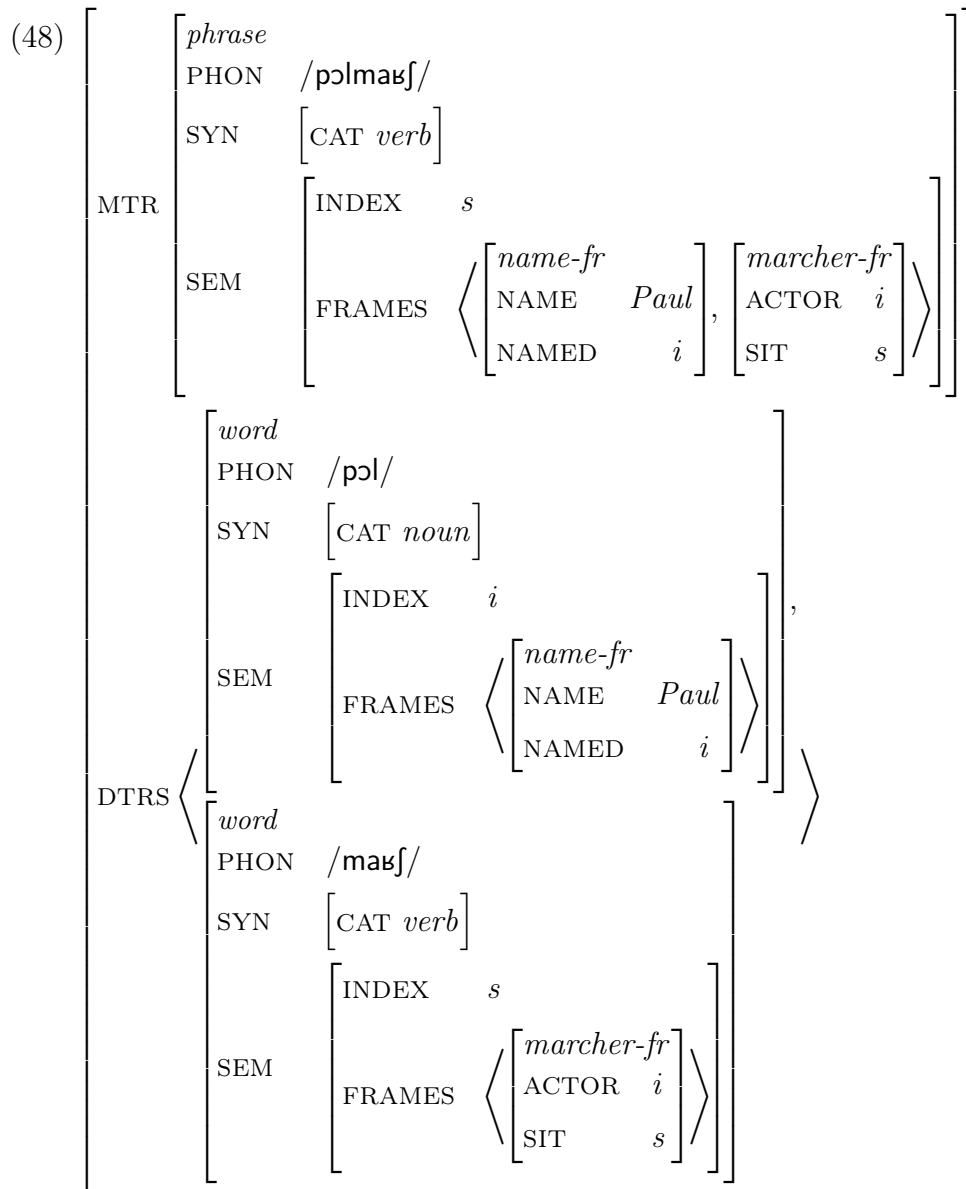 (48)
phrase
PHON /pɔlmaʁʃ/
SYN [CAT verb]
INDEX s
MTR
name-fr marcher-fr
SEM
NAME Paul ACTOR i
FRAMES ,
NAMED i SIT s
word
PHON /pɔl/
SYN [CAT noun]
INDEX i
,
name-fr
SEM
NAME Paul
FRAMES
NAMED i
DTRS
word
PHON /maʁʃ/
SYN [CAT verb]
INDEX s
marcher-fr
SEM
ACTOR i
FRAMES
SIT s